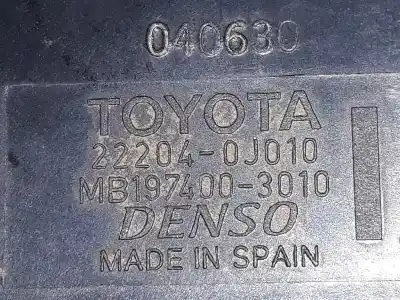 040630
TOYOTA
22204-0J010
MB197400-3010
DENSO
MADE IN SPAIN